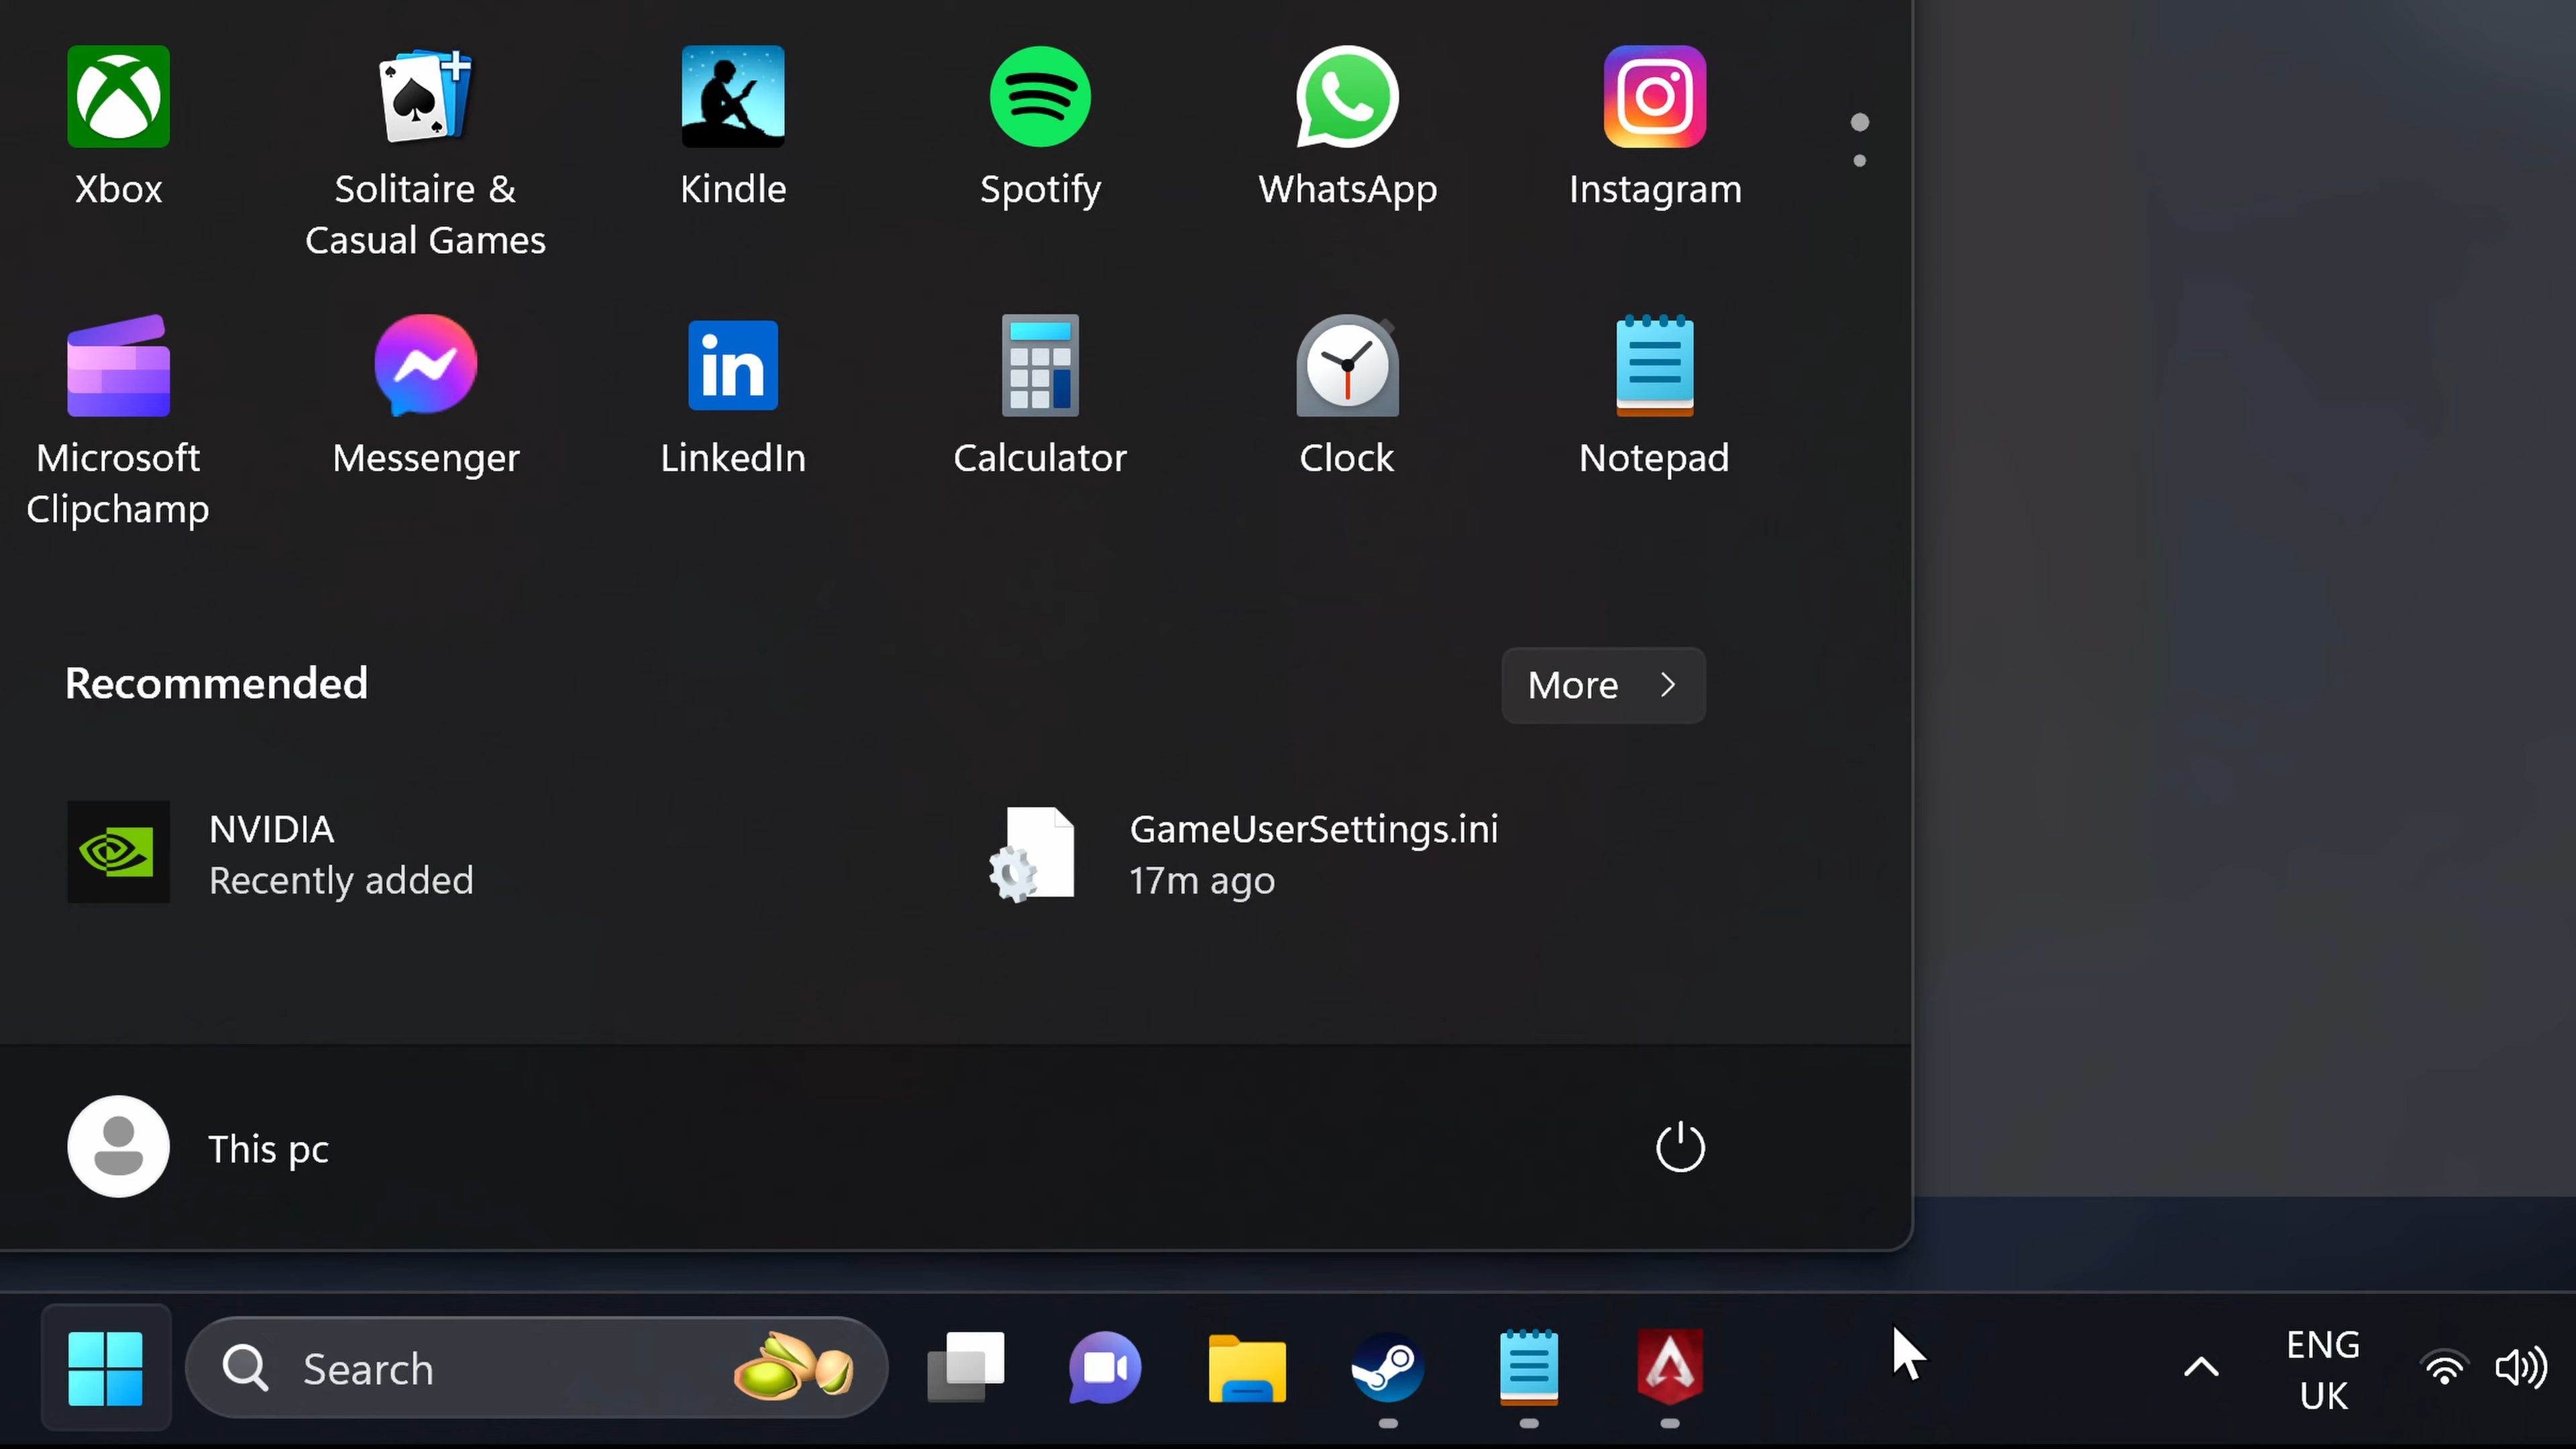 Xbox
Solitaire &
Casual Games
Kindle
Spotify
WhatsApp
Instagram
Microsoft
Clipchamp
Messenger
in
LinkedIn
Calculator
Clock
Notepad
Recommended
More
NVIDIA
Recently added
GameUserSettings.ini
17m ago
This pc
Search
ENG
UK